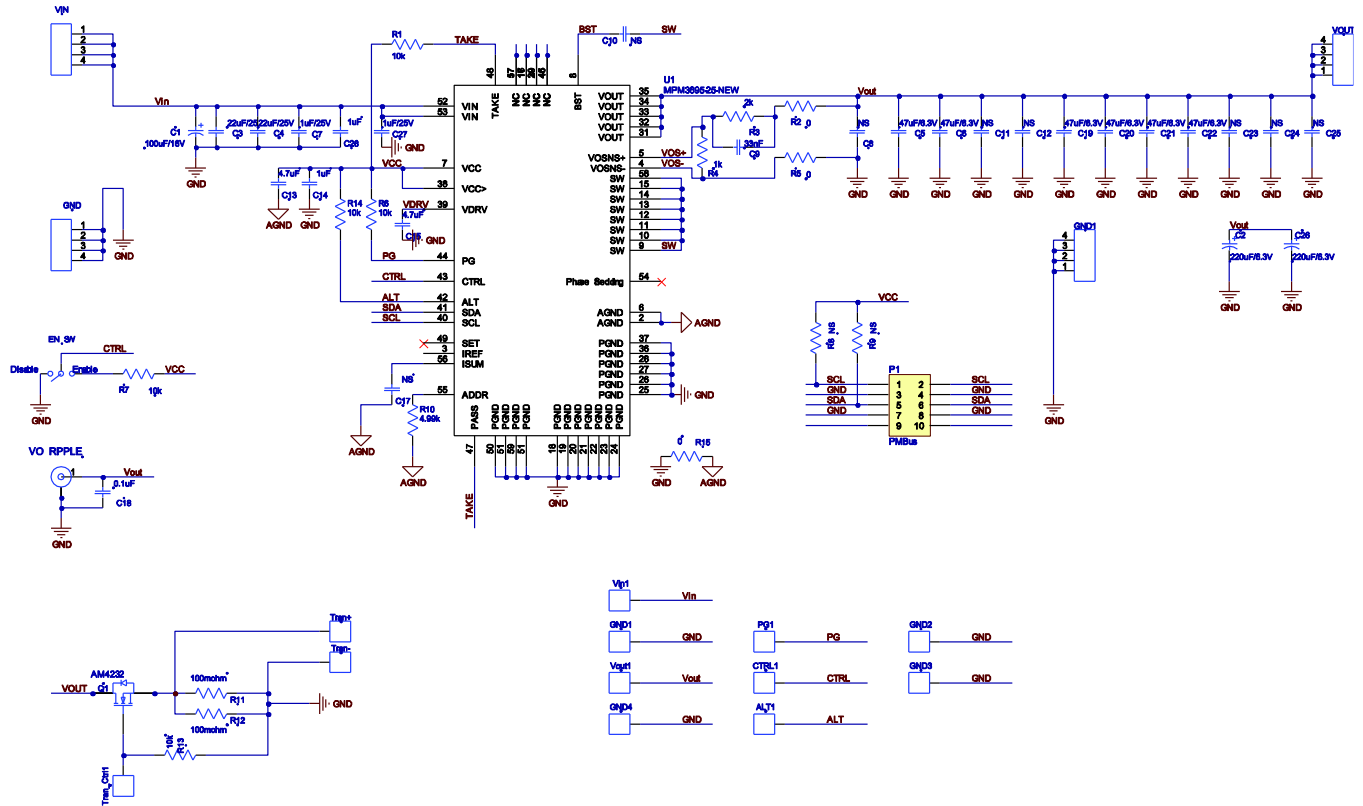 VIN
1
2
3
4
Vin
C1
100uF/16V
GND
22uF/25V
C3
22uF/25V
C4
1uF/25V
C7
1uF
C26
1uF/25V
C27
GND
R1
10k
TAKE
48
57
NC
NC
NC
46
NC
BST
C10
NS
SW
8
TAKE
BST
U1
MPM3695-25-NEW
52
VIN
53
VIN
7
VCC
38
VCC>
39
VDRV
44
PG
43
CTRL
42
ALT
41
SDA
40
SCL
49
SET
3
IREF
56
ISUM
55
ADDR
PASS
47
TAKE
VCC
4.7uF
C13
AGND
1uF
C14
GND
R14
10k
R6
10k
VDRV
4.7uF
GND
PG
CTRL
ALT
SDA
SCL
NS
C17
AGND
R10
4.99k
AGND
PGND
PGND
PGND
PGND
50
51
59
51
PGND
PGND
PGND
PGND
PGND
PGND
PGND
18
19
20
21
22
23
24
GND
35
VOUT
34
VOUT
33
VOUT
32
VOUT
31
VOUT
5
VOSNS+
4
VOSNS-
58
SW
15
SW
14
SW
13
SW
12
SW
11
SW
10
SW
9
SW
SW
54
Phase Sedding
6
AGND
2
AGND
AGND
37
PGND
36
PGND
28
PGND
27
PGND
26
PGND
25
PGND
GND
VOS+
VOS-
2k
R3
33nF
C9
1k
R4
R2
0
R5
0
Vout
NS
C8
GND
47uF/6.3V
C5
GND
47uF/6.3V
C6
GND
NS
C11
GND
NS
C12
GND
47uF/6.3V
C19
GND
47uF/6.3V
C20
GND
47uF/6.3V
C21
GND
47uF/6.3V
C22
GND
NS
C23
GND
NS
C24
GND
NS
C25
GND
VOUT
4
3
2
1
GND
1
2
3
4
GND
GND1
4
3
2
1
GND
Vout
C2
220uF/6.3V
GND
C26
220uF/6.3V
GND
VCC
R8
NS
R9
NS
P1
SCL
1
2
SCL
GND
3
4
GND
SDA
5
6
SDA
GND
7
8
GND
9
10
PMBus
0
R15
GND
AGND
EN_SW
CTRL
Disable
Enable
R7
10k
VCC
GND
VO RPPLE
1
Vout
0.1uF
C18
GND
Tran+
Tran-
AM4232
Q1
VOUT
100mohm
R11
R12
100mohm
10k
R13
GND
Tran_Ctrl1
Vin1
Vin
GND1
GND
Vout1
Vout
GND4
GND
PG1
PG
CTRL1
CTRL
ALT1
ALT
GND2
GND
GND3
GND